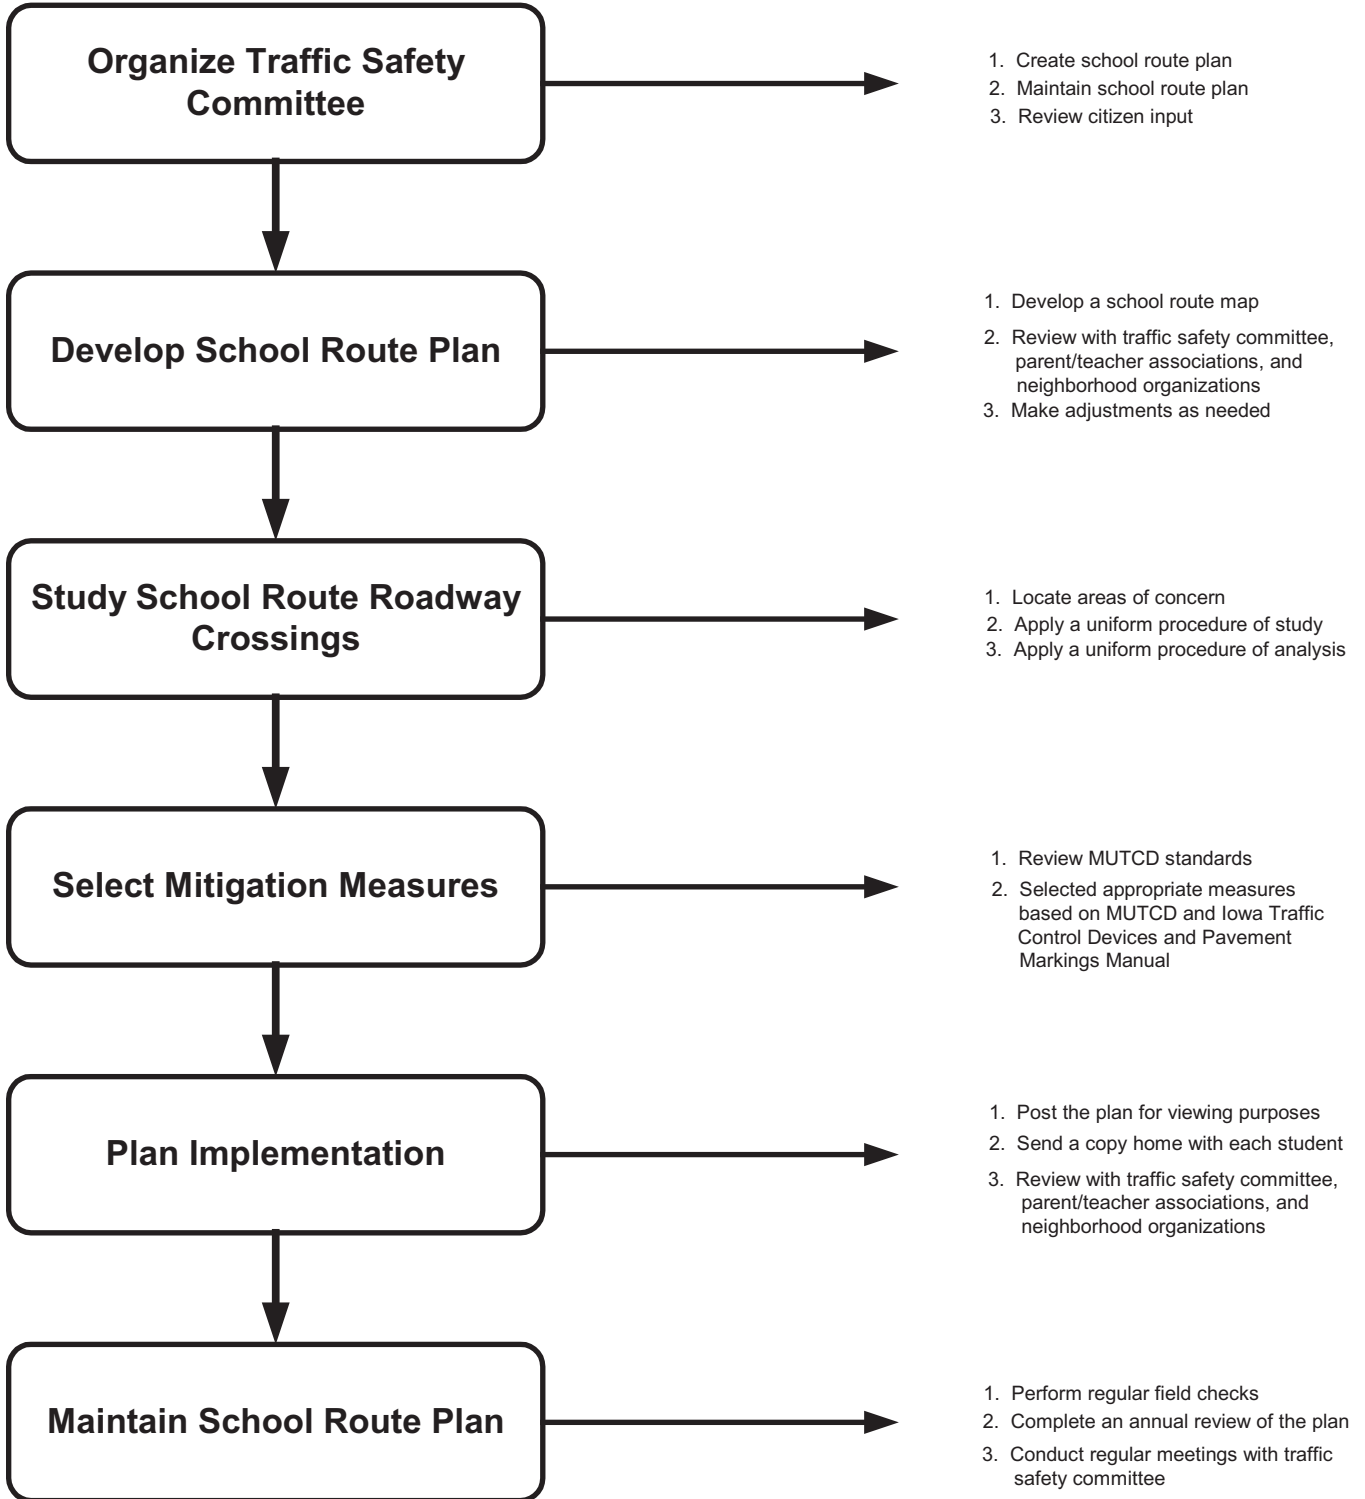 Organize Traffic Safety
Committee
1. Create school route plan
2. Maintain school route plan
3. Review citizen input
Develop School Route Plan
1. Develop a school route map
2. Review with traffic safety committee,
parent/teacher associations, and
neighborhood organizations
3. Make adjustments as needed
Study School Route Roadway
Crossings
1. Locate areas of concern
2. Apply a uniform procedure of study
3. Apply a uniform procedure of analysis
Select Mitigation Measures
1. Review MUTCD standards
2. Selected appropriate measures
based on MUTCD and Iowa Traffic
Control Devices and Pavement
Markings Manual
Plan Implementation
1. Post the plan for viewing purposes
2. Send a copy home with each student
3. Review with traffic safety committee,
parent/teacher associations, and
neighborhood organizations
Maintain School Route Plan
1. Perform regular field checks
2. Complete an annual review of the plan
3. Conduct regular meetings with traffic
safety committee